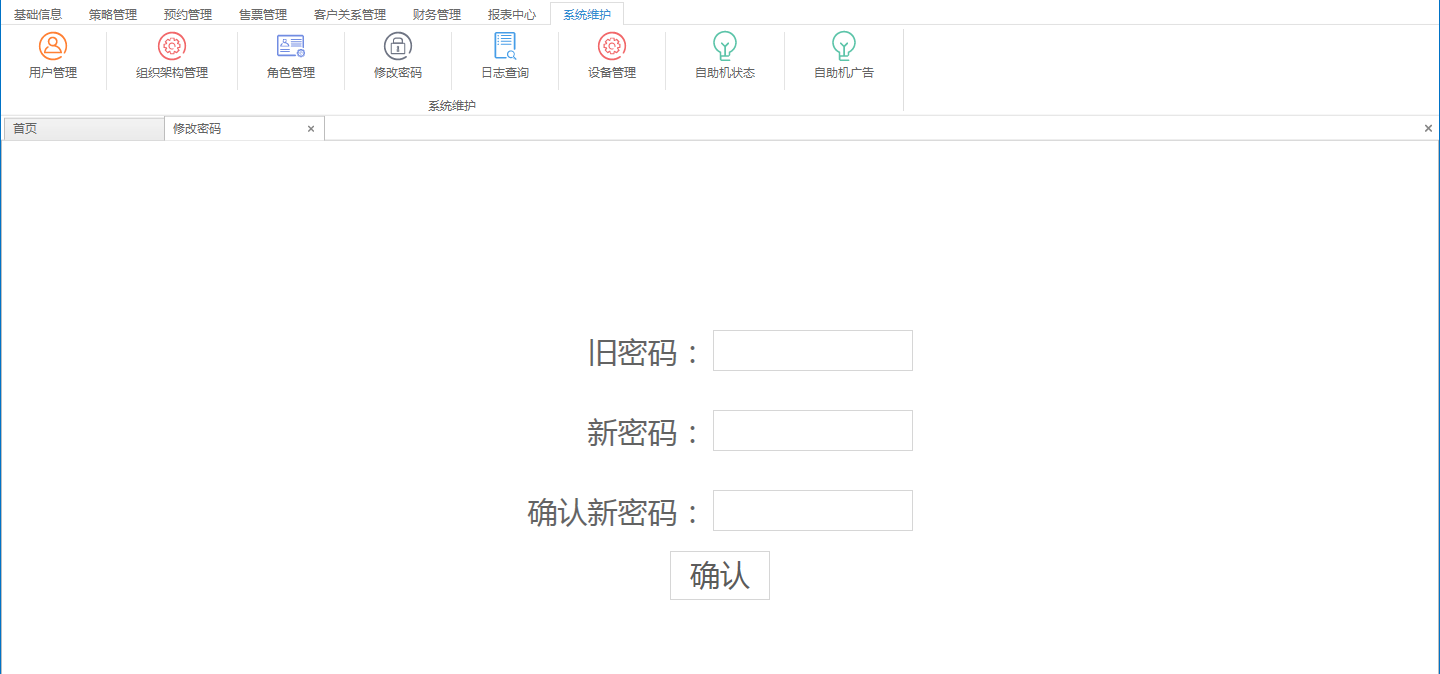 基础信息 策略管理 预约管理 售票管理 客户关系管理 财务管理 报表中心 系统维护
用户管理 组织架构管理 角色管理 修改密码 日志查询 设备管理 自助机状态 自助机广告
系统维护
首页 修改密码
旧密码：
新密码：
确认新密码：
确认